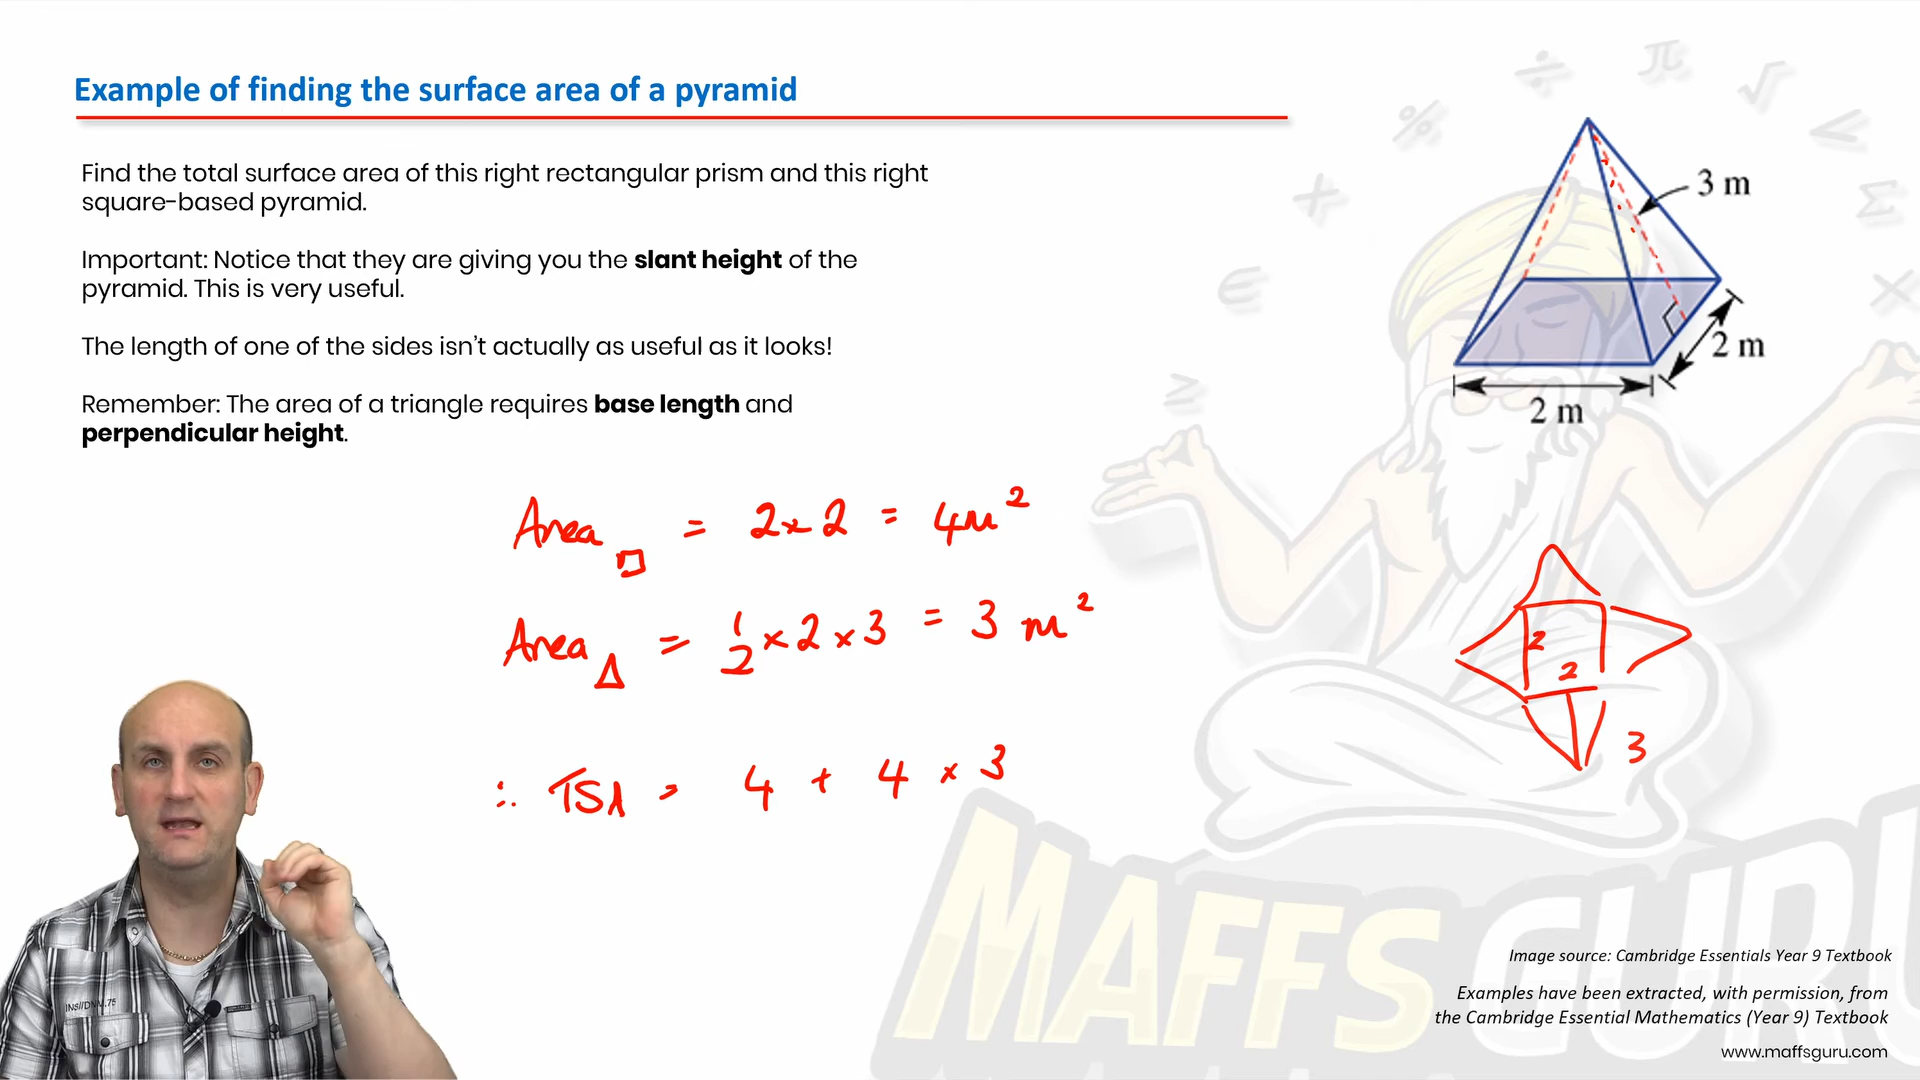 Example of finding the surface area of a pyramid
Find the total surface area of this right rectangular prism and this right
square-based pyramid.
Important: Notice that they are giving you the slant height of the
pyramid. This is very useful.
The length of one of the sides isn't actually as useful as it looks!
Remember: The area of a triangle requires base length and
perpendicular height.
3 m
2 m
2 m
Area □ = 2 × 2 = 4m²
Area Δ = 1/2 × 2 × 3 = 3 m²
∴ TSA = 4 + 4 × 3
2
2
3
% ÷ π √ < + Σ € × ≥
MAFFS GURU
INS//DNM.75
Image source: Cambridge Essentials Year 9 Textbook
Examples have been extracted, with permission, from
the Cambridge Essential Mathematics (Year 9) Textbook
www.maffsguru.com